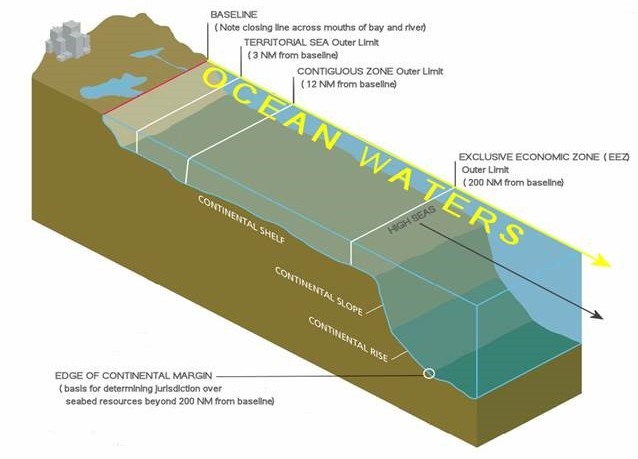 BASELINE
( Note closing line across mouths of bay and river)
TERRITORIAL SEA Outer Limit
( 3 NM from baseline)
CONTIGUOUS ZONE Outer Limit
( 12 NM from baseline)
OCEAN WATERS
EXCLUSIVE ECONOMIC ZONE ( EEZ)
Outer Limit
( 200 NM from baseline)
HIGH SEAS
CONTINENTAL SHELF
CONTINENTAL SLOPE
CONTINENTAL RISE
EDGE OF CONTINENTAL MARGIN
( basis for determining jurisdiction over
seabed resources beyond 200 NM from baseline)